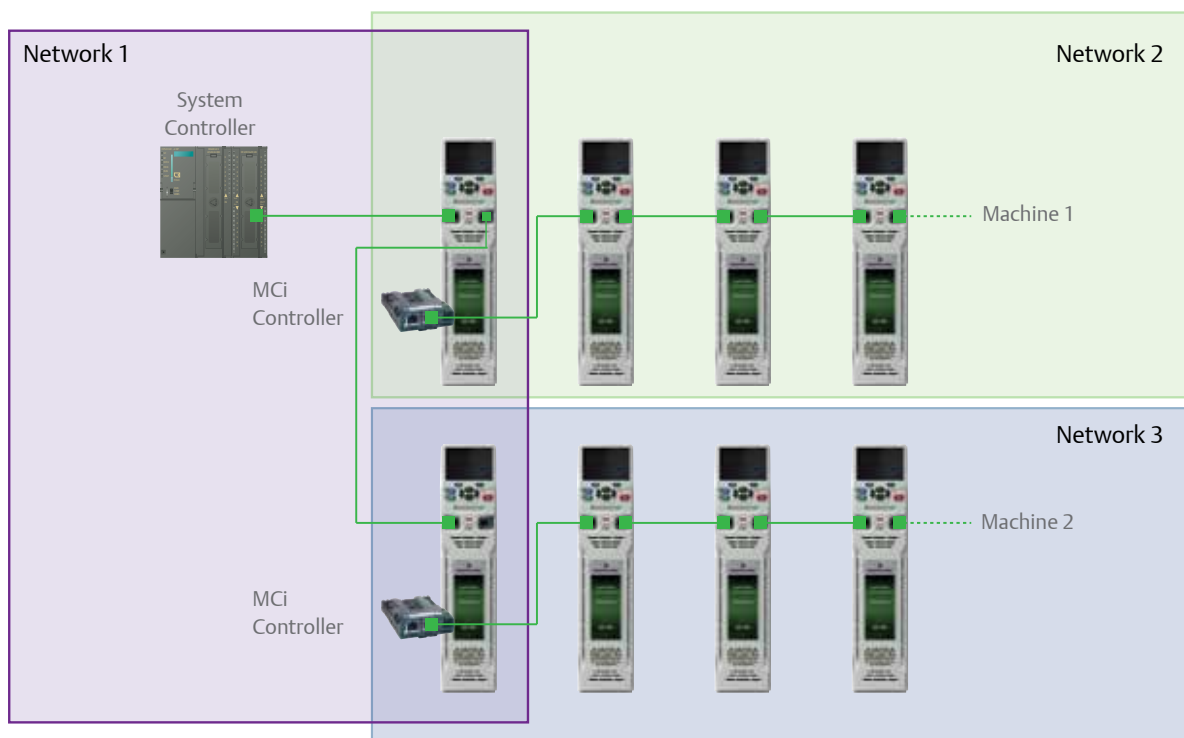 Network 1
Network 2
System
Controller
Machine 1
MCi
Controller
Network 3
Machine 2
MCi
Controller